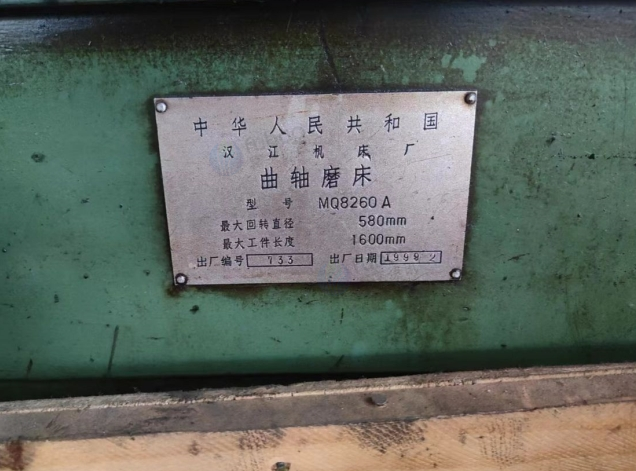 中华人民共和国
汉江机床厂
曲轴磨床
型号 MQ8260A
最大回转直径 580mm
最大工件长度 1600mm
出厂编号 733 出厂日期 1998 2